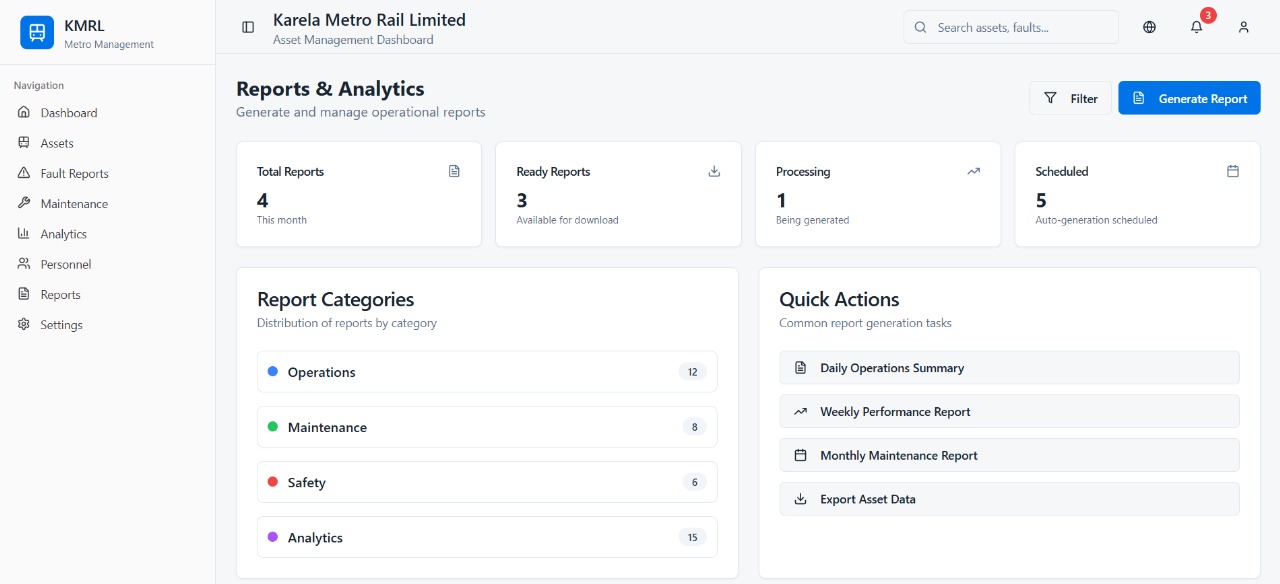 KMRL
Metro Management
Navigation
Dashboard
Assets
Fault Reports
Maintenance
Analytics
Personnel
Reports
Settings
Karela Metro Rail Limited
Asset Management Dashboard
Search assets, faults...
3
Reports & Analytics
Generate and manage operational reports
Filter
Generate Report
Total Reports
4
This month
Ready Reports
3
Available for download
Processing
1
Being generated
Scheduled
5
Auto-generation scheduled
Report Categories
Distribution of reports by category
Operations 12
Maintenance 8
Safety 6
Analytics 15
Quick Actions
Common report generation tasks
Daily Operations Summary
Weekly Performance Report
Monthly Maintenance Report
Export Asset Data